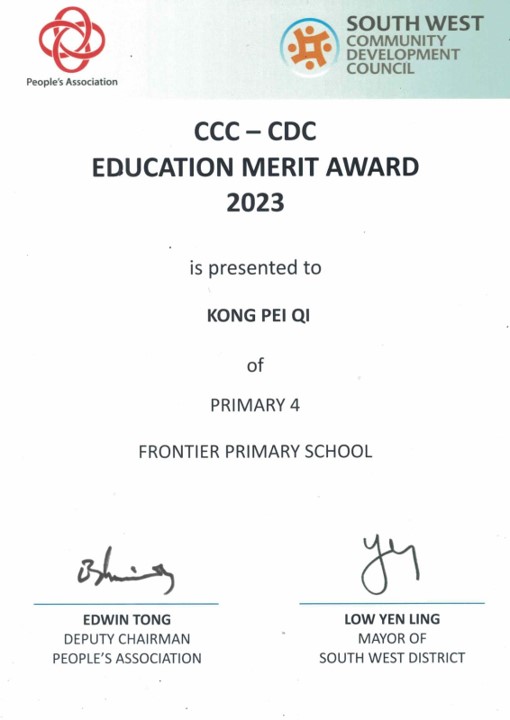 People's Association
SOUTH WEST
COMMUNITY
DEVELOPMENT
COUNCIL
CCC – CDC
EDUCATION MERIT AWARD
2023
is presented to
KONG PEI QI
of
PRIMARY 4
FRONTIER PRIMARY SCHOOL
EDWIN TONG
DEPUTY CHAIRMAN
PEOPLE'S ASSOCIATION
LOW YEN LING
MAYOR OF
SOUTH WEST DISTRICT